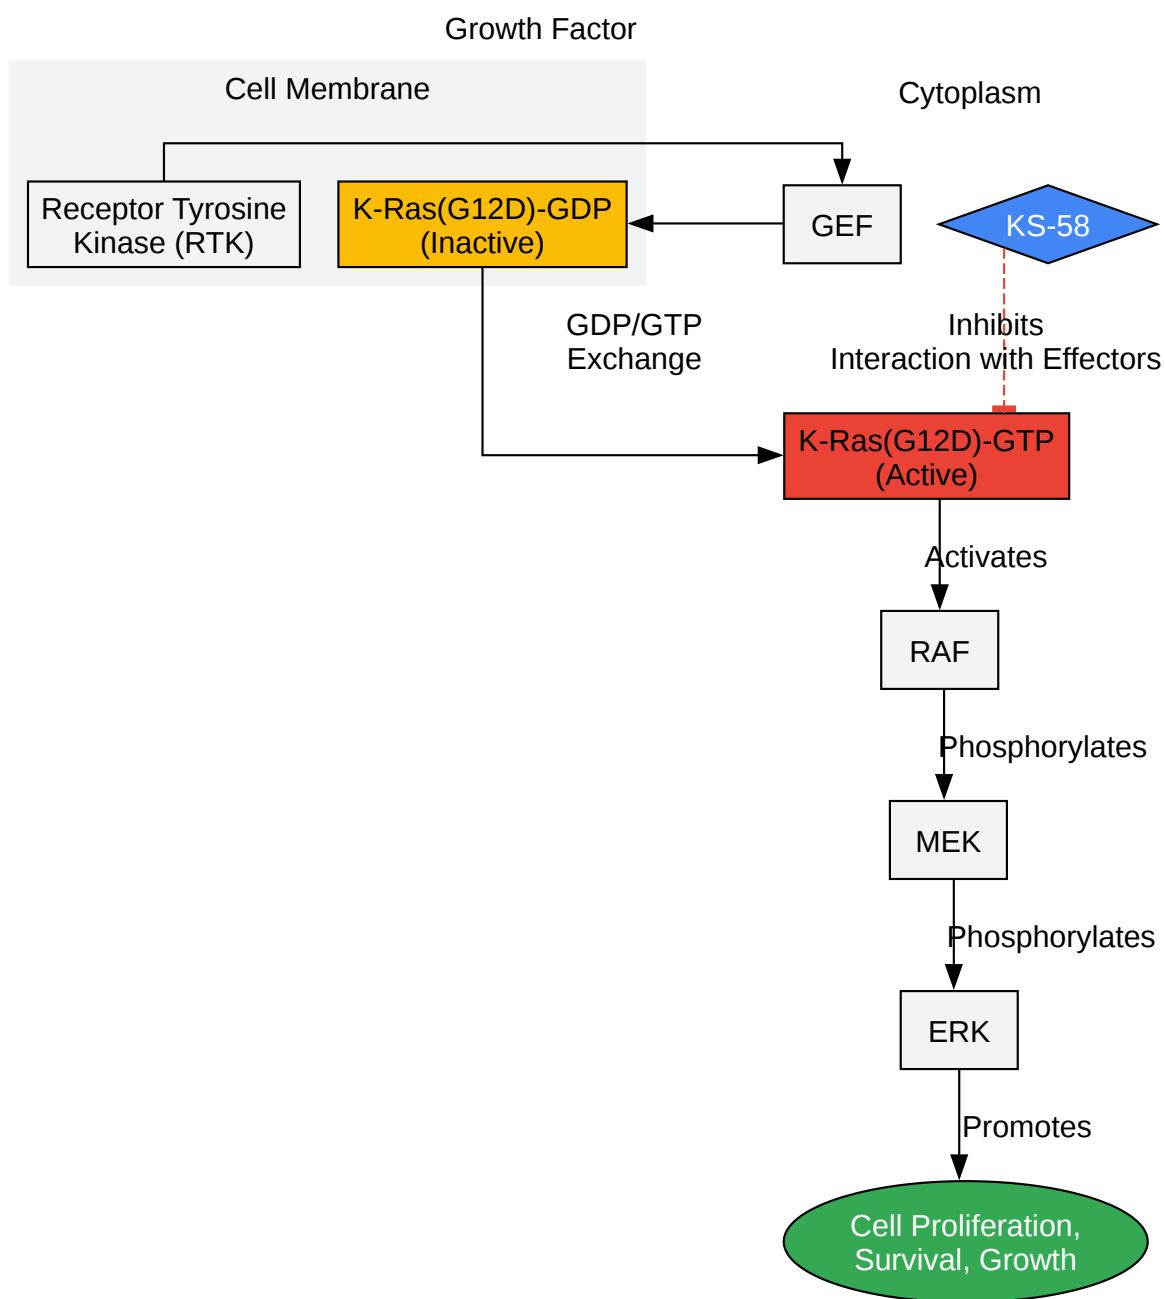 Growth Factor
Cell Membrane
Cytoplasm
Receptor Tyrosine
Kinase (RTK)
K-Ras(G12D)-GDP
(Inactive)
GEF
KS-58
GDP/GTP
Exchange
Inhibits
Interaction with Effectors
K-Ras(G12D)-GTP
(Active)
Activates
RAF
Phosphorylates
MEK
Phosphorylates
ERK
Promotes
Cell Proliferation,
Survival, Growth